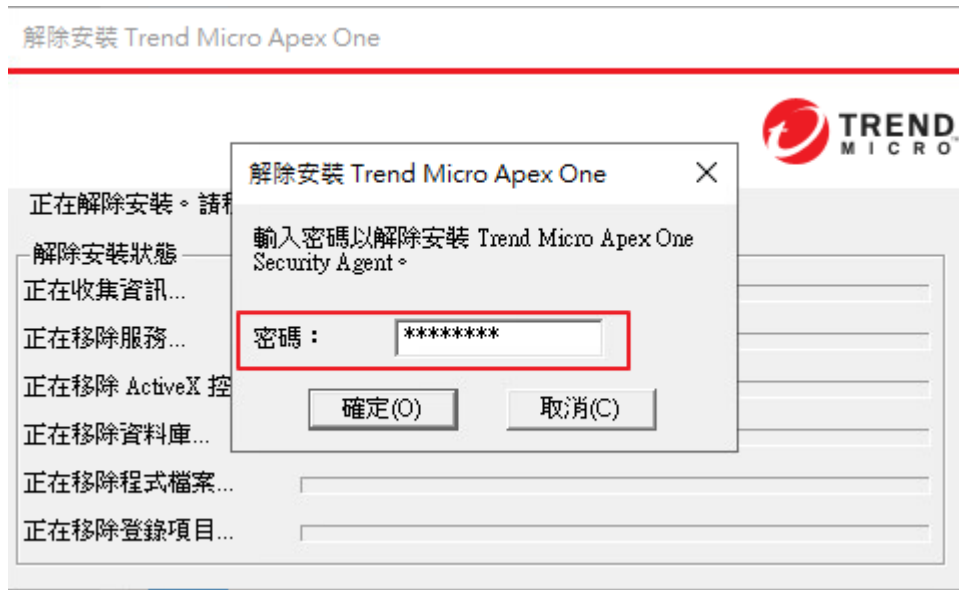 解除安裝 Trend Micro Apex One
TREND
MICRO
解除安裝 Trend Micro Apex One
正在解除安裝。請
輸入密碼以解除安裝 Trend Micro Apex One
Security Agent。
解除安裝狀態
正在收集資訊...
正在移除服務...
密碼：
********
正在移除 ActiveX 控
確定(O)
取消(C)
正在移除資料庫...
正在移除程式檔案...
正在移除登錄項目...